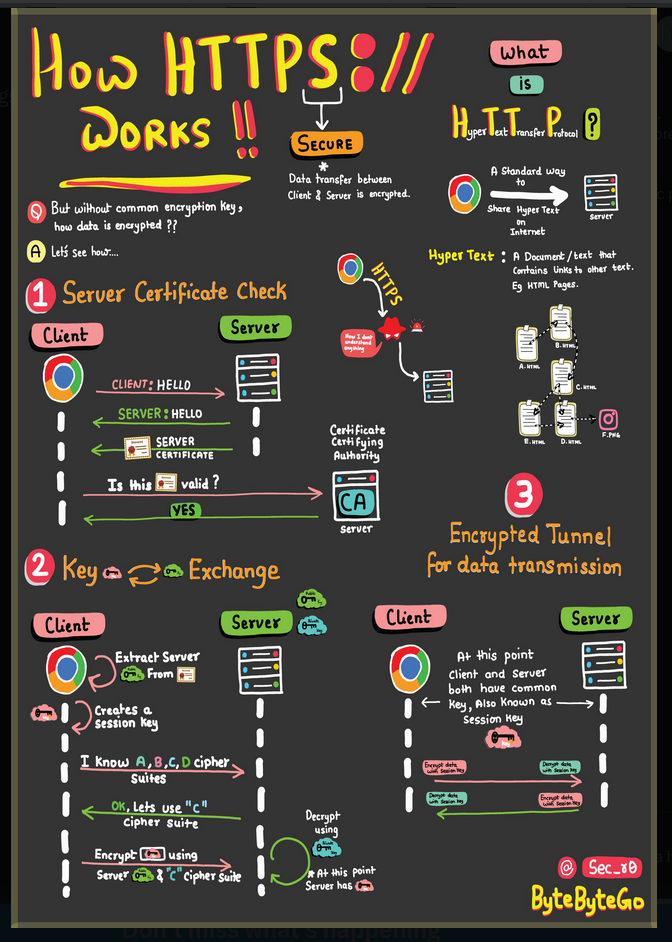 How HTTPS://
WORKS !!
SECURE
*
Data transfer between
Client & Server is encrypted.
Q But without common encryption key,
how data is encrypted ??
A Let's see how....
What
is
HyperText Transfer Protocol ?
A Standard way
to
Share Hyper Text
on
Internet
server
Hyper Text : A Document/text that
Contains links to other text.
Eg HTML Pages.
A.HTML
B.HTML
C.HTML
E.HTML
D.HTML
F.PNG
HTTPS
Now I don't
understand
anything
1 Server Certificate Check
Client
Server
CLIENT: HELLO
SERVER: HELLO
SERVER
CERTIFICATE
Is this valid ?
YES
Certificate
Certifying
Authority
CA
server
2 Key Exchange
Client
Server
Extract Server
From
Creates a
session key
I know A,B,C,D cipher
suites
OK, Lets use "C"
cipher suite
Encrypt using
Server & "C" Cipher Suite
Decrypt
using
* At this point
Server has
3
Encrypted Tunnel
for data transmission
Client
Server
At this point
Client and Server
both have common
Key, Also Known as
Session Key
Encrypt data
with Session key
Decrypt data
with Session key
Decrypt data
with Session key
Encrypt data
with Session key
@ Sec_r0
ByteByteGo
Don't miss what's happening